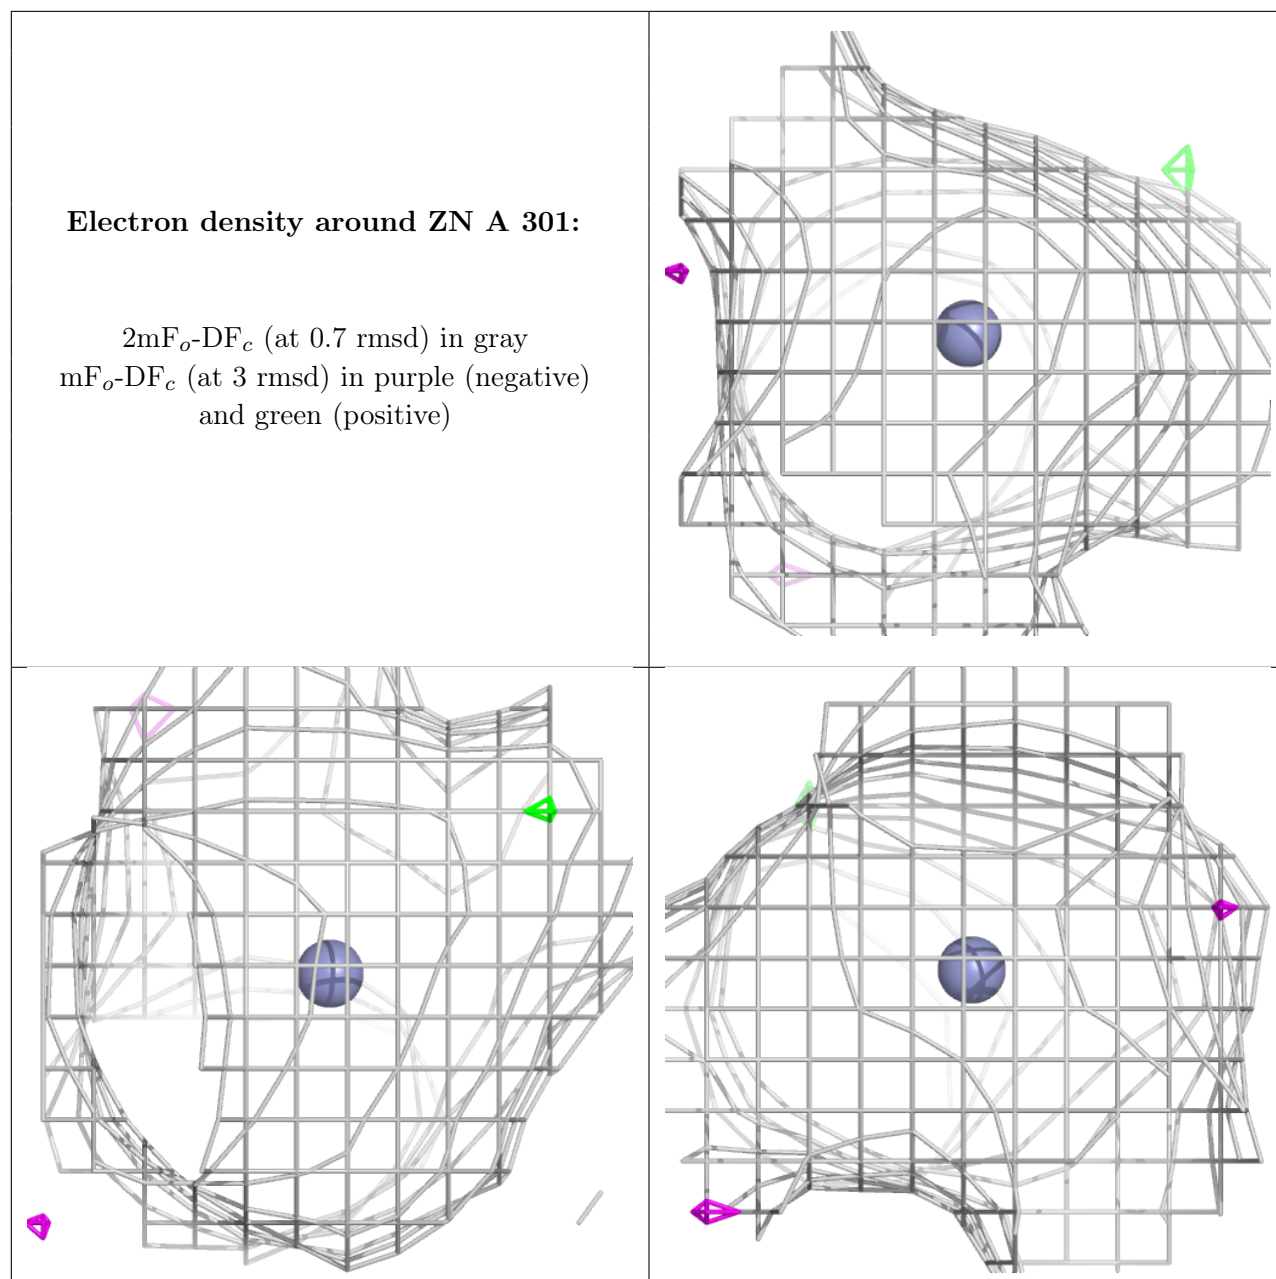 Electron density around ZN A 301:
2mFo-DFc (at 0.7 rmsd) in gray
mFo-DFc (at 3 rmsd) in purple (negative)
and green (positive)